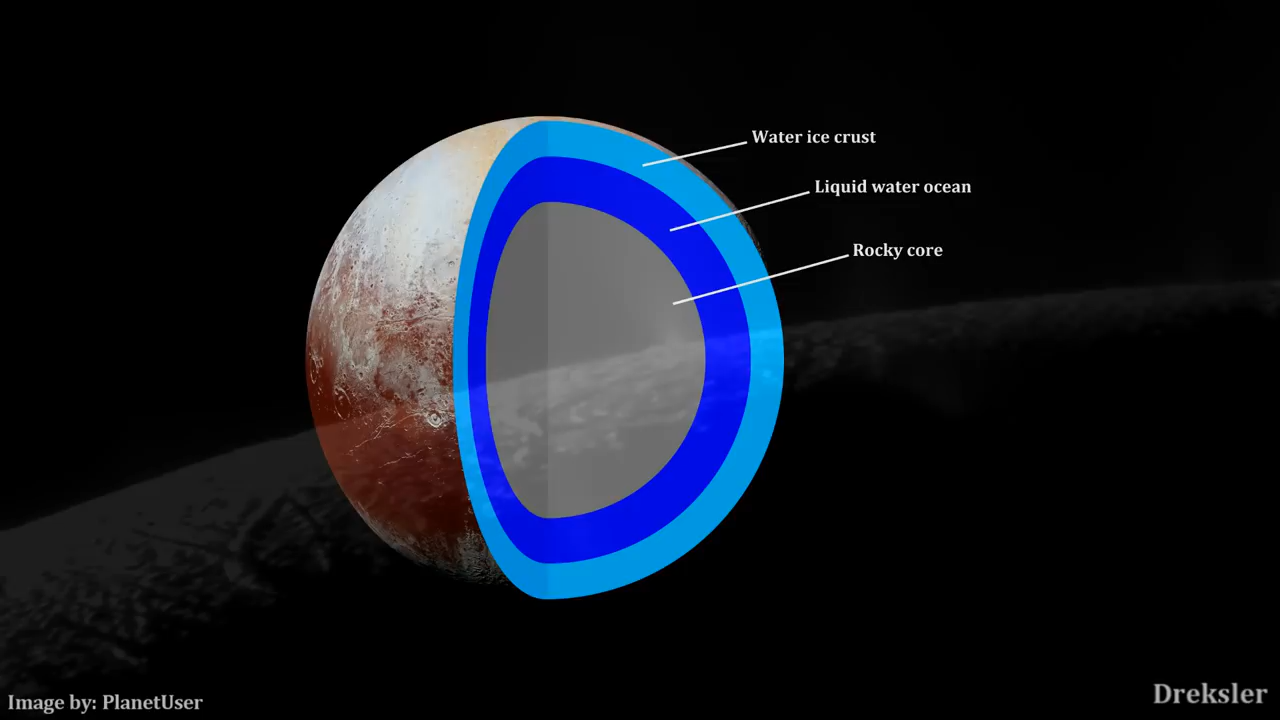 Water ice crust
Liquid water ocean
Rocky core
Image by: PlanetUser
Dreksler